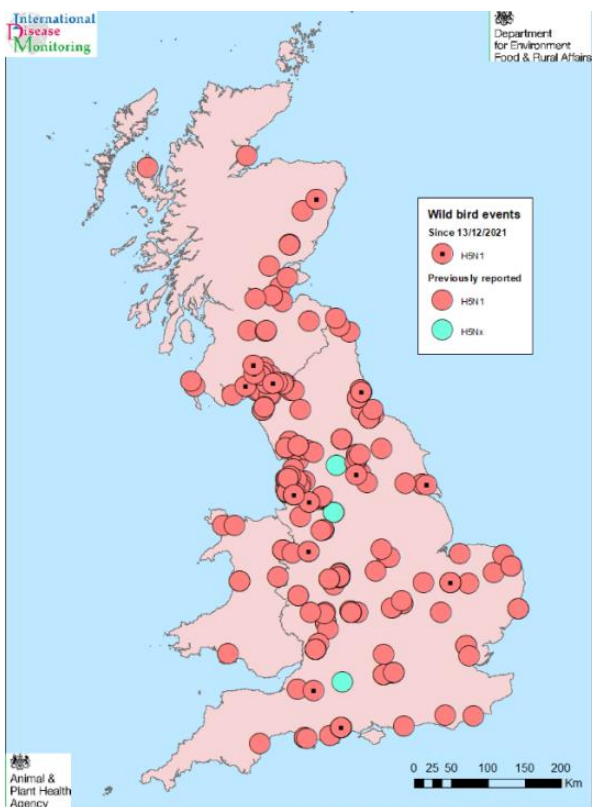 International
Disease
Monitoring
Department
for Environment
Food & Rural Affairs
Wild bird events
Since 13/12/2021
H5N1
Previously reported
H5N1
H5Nx
0 25 50 100 150 200
Km
Animal &
Plant Health
Agency